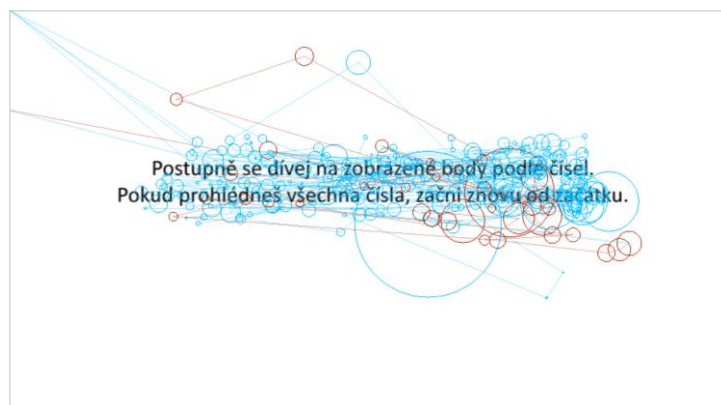 Postupně se dívej na zobrazené body podle čísel.
Pokud prohlédneš všechna čísla, začni znovu od začátku.